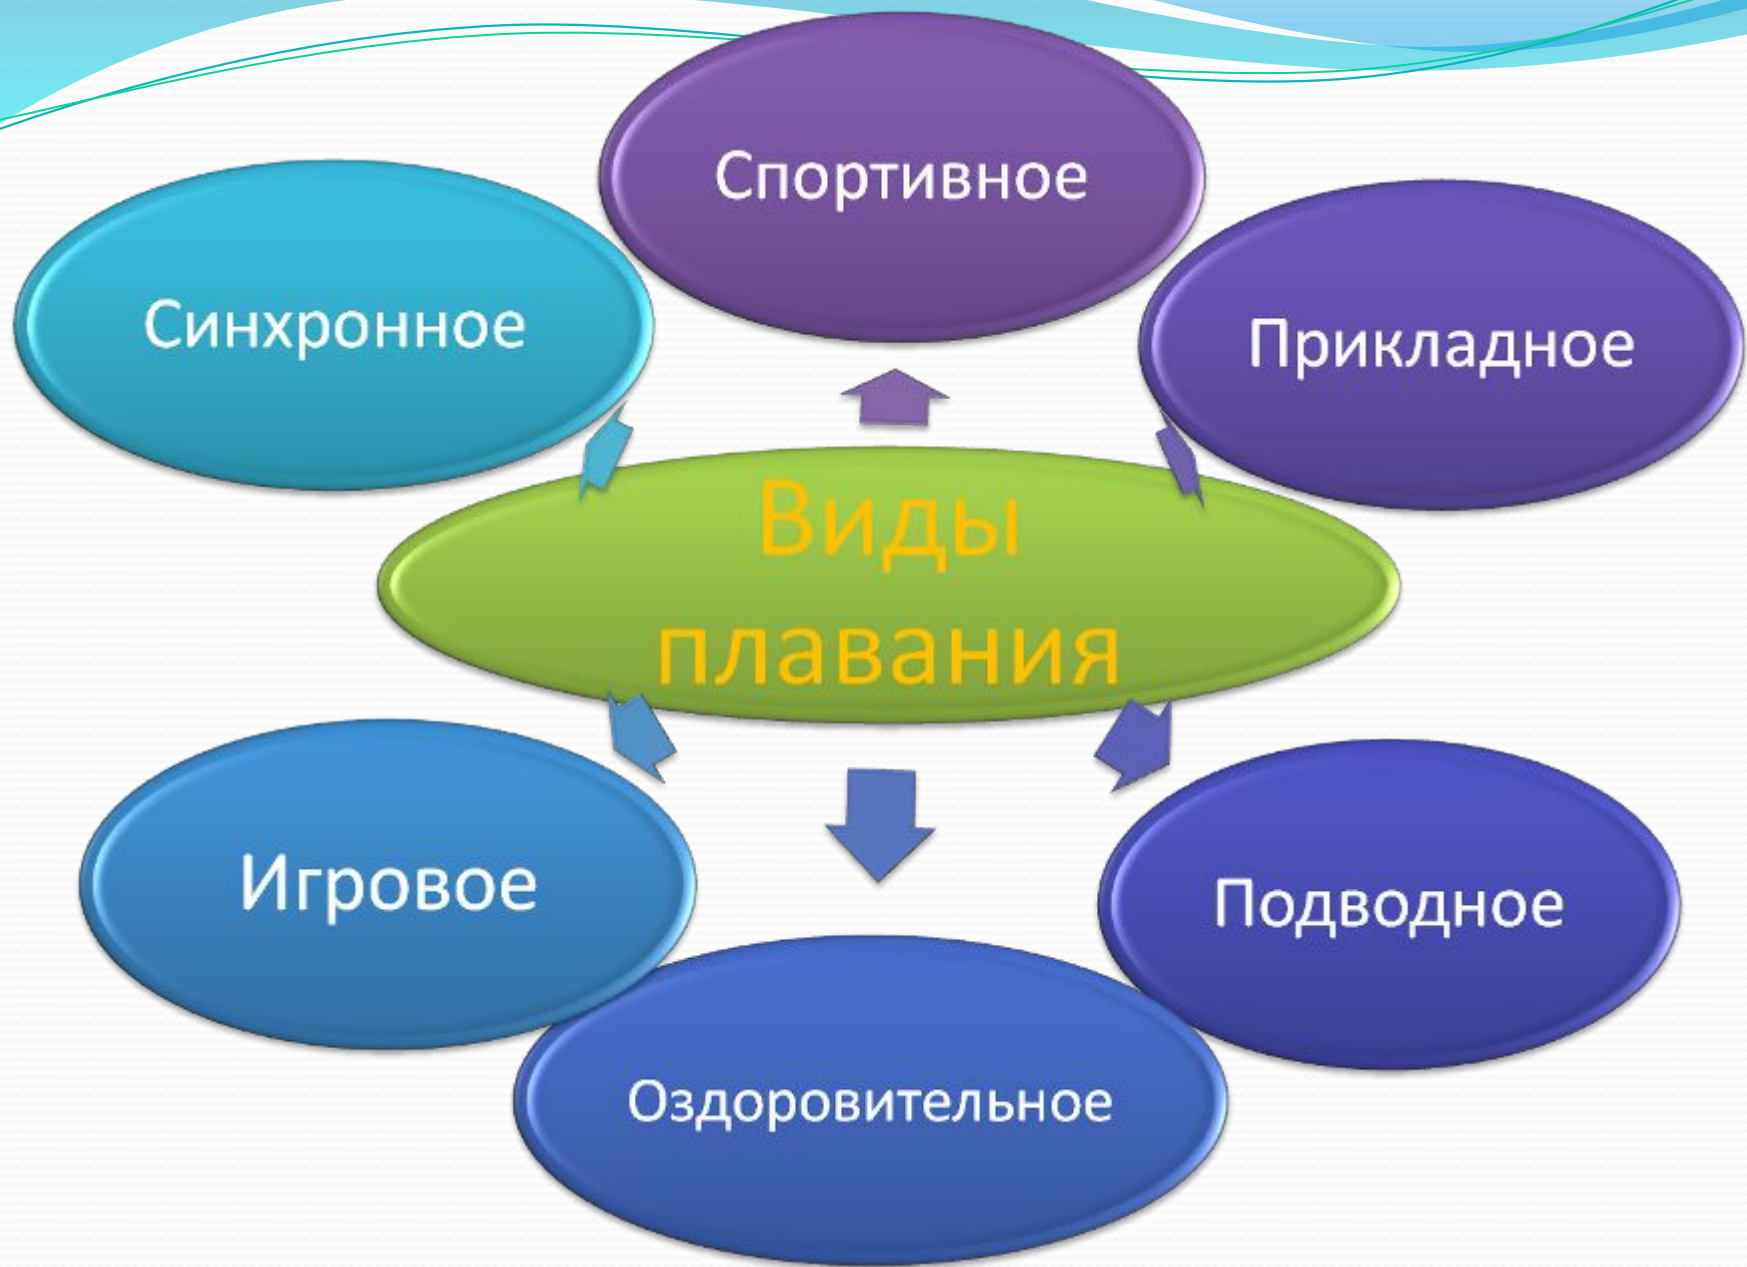 Спортивное
Синхронное
Прикладное
Виды
плавания
Игровое
Подводное
Оздоровительное